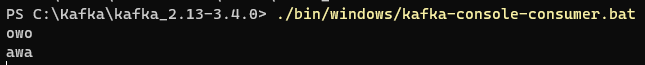 PS C:\Kafka\kafka_2.13-3.4.0> ./bin/windows/kafka-console-consumer.bat
owo
awa